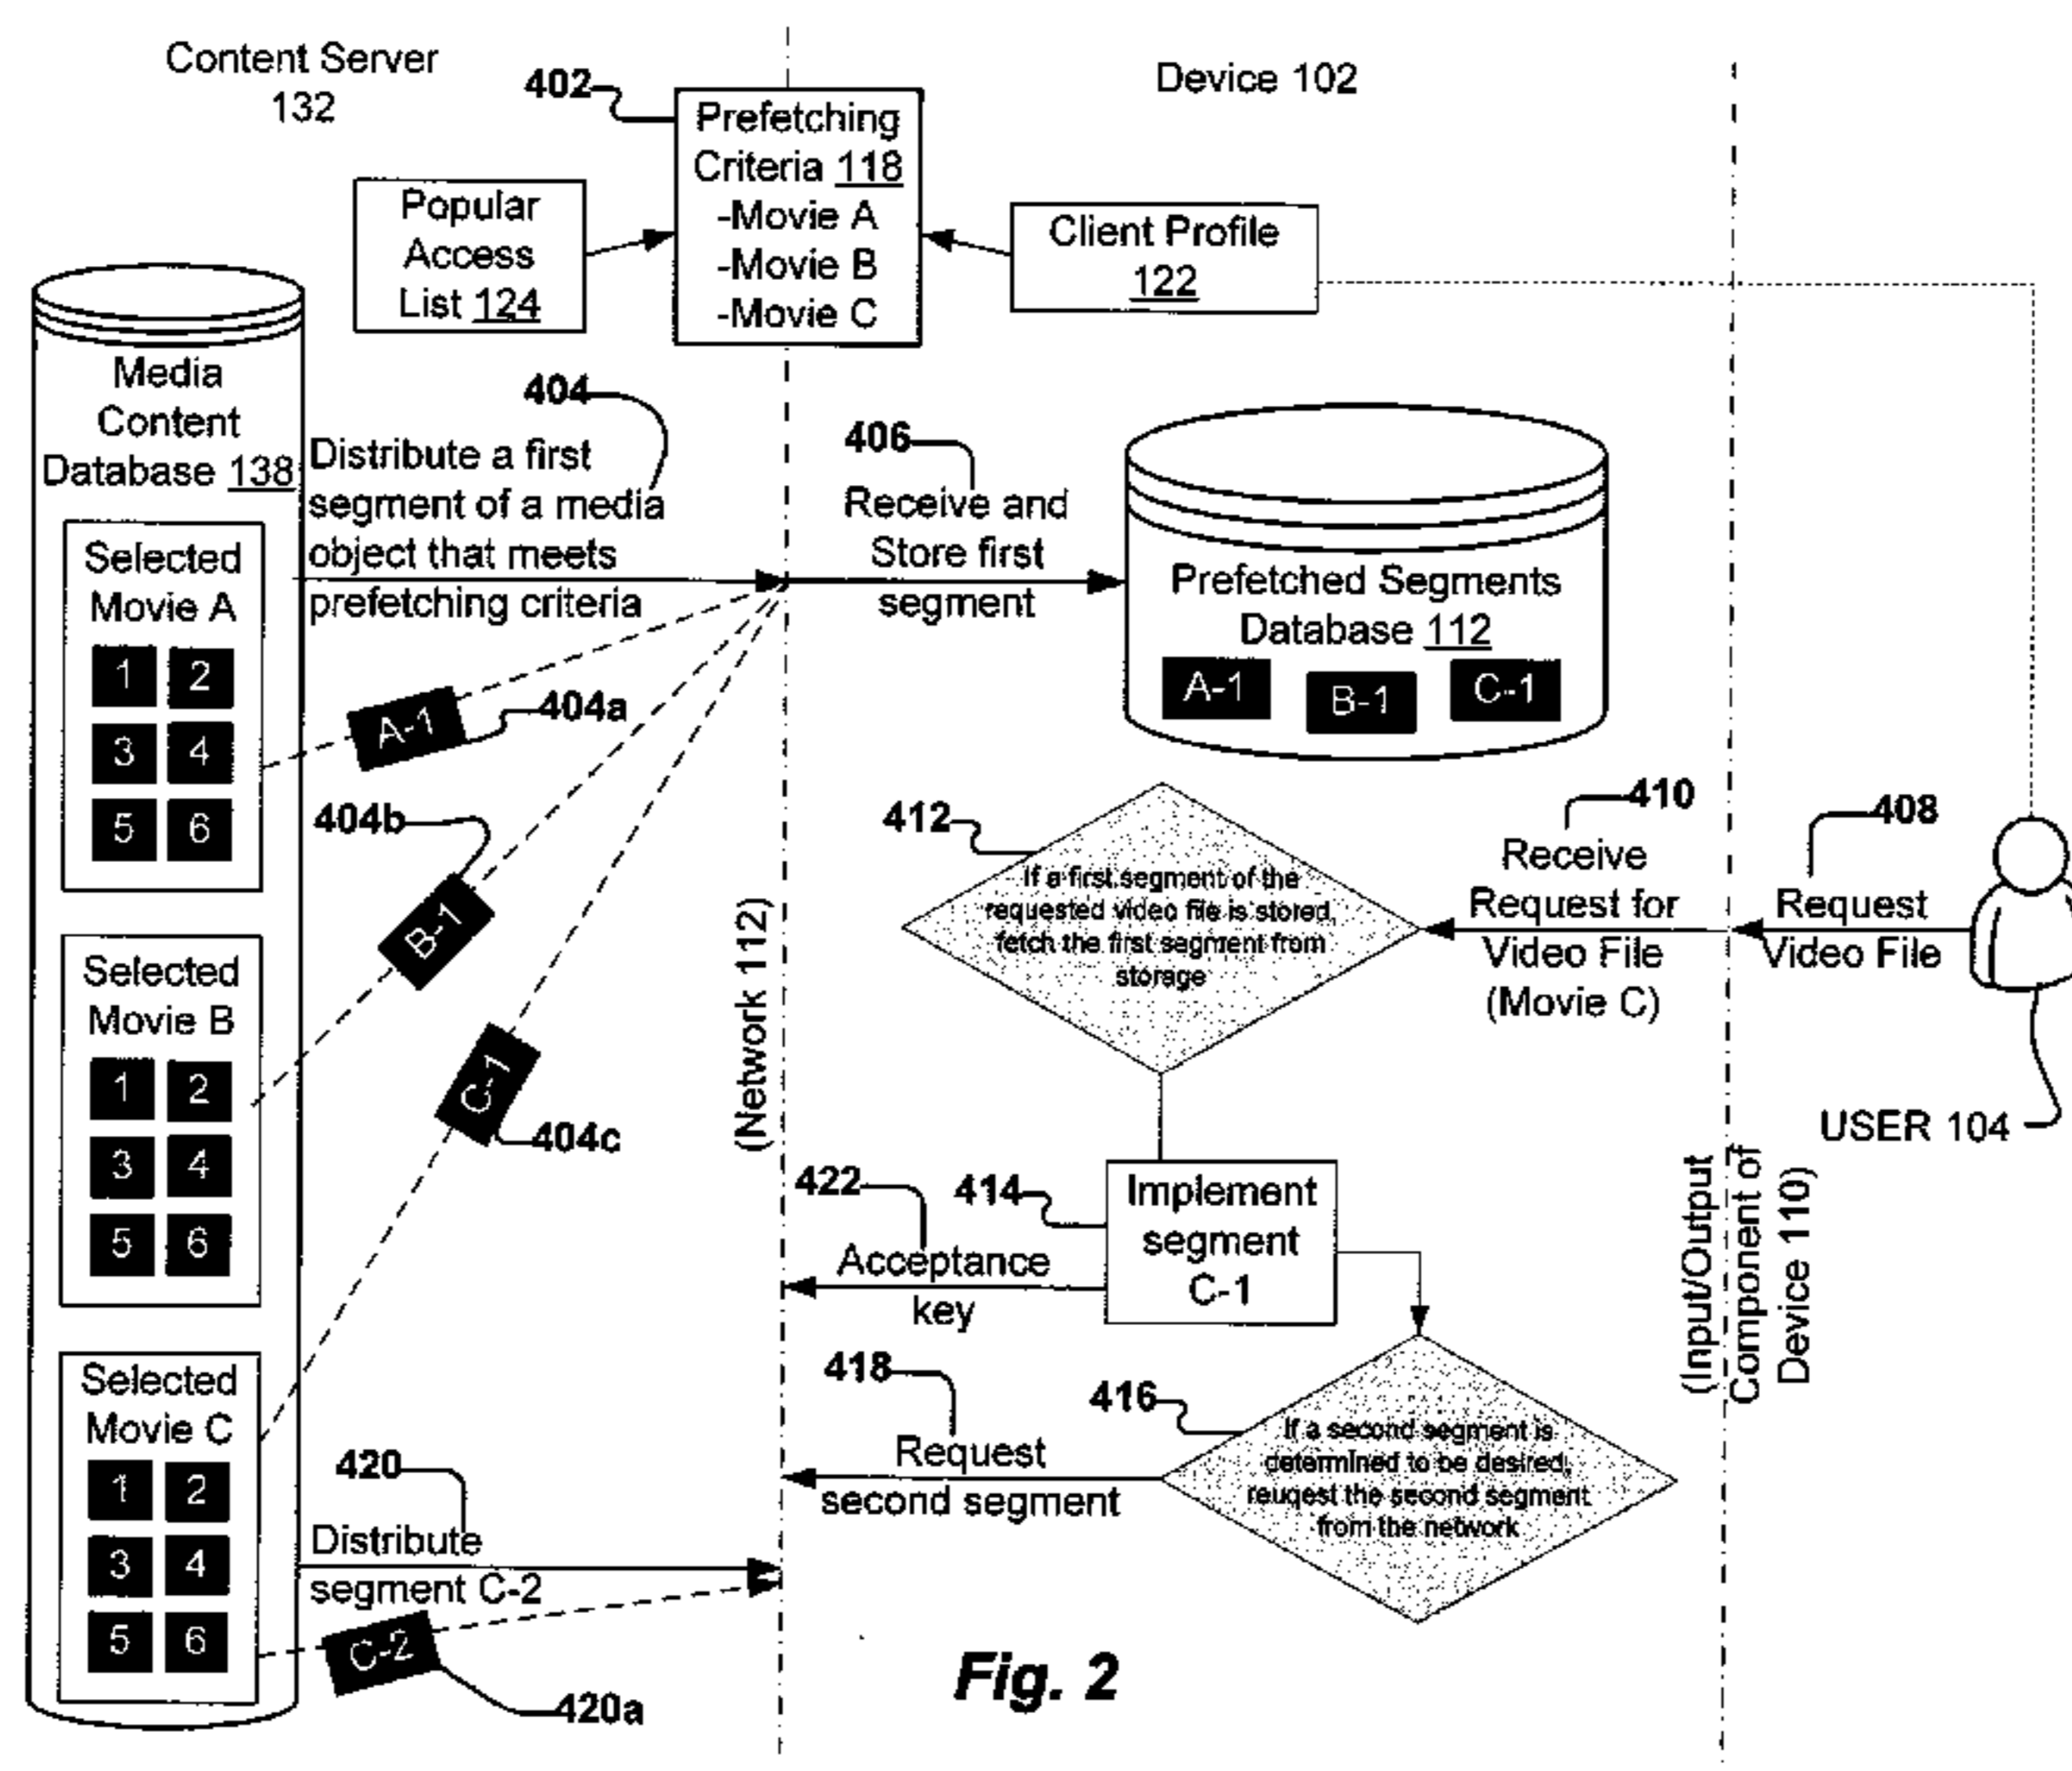 Content Server
132
Device 102
402
Prefetching
Criteria 118
-Movie A
-Movie B
-Movie C
Popular
Access
List 124
Client Profile
122
Media
Content
Database 138
404
Distribute a first
segment of a media
object that meets
prefetching criteria
406
Receive and
Store first
segment
Prefetched Segments
Database 112
A-1
B-1
C-1
Selected
Movie A
1 2
3 4
5 6
A-1
404a
404b
B-1
C-1
404c
Selected
Movie B
1 2
3 4
5 6
(Network 112)
412
If a first segment of the
requested video file is stored,
fetch the first segment from
storage
410
Receive
Request for
Video File
(Movie C)
408
Request
Video File
USER 104
(Input/Output
Component of
Device 110)
422
Acceptance
key
414
Implement
segment
C-1
418
Request
second segment
416
If a second segment is
determined to be desired,
reuqest the second segment
from the network
Selected
Movie C
1 2
3 4
5 6
420
Distribute
segment C-2
C-2
420a
Fig. 2